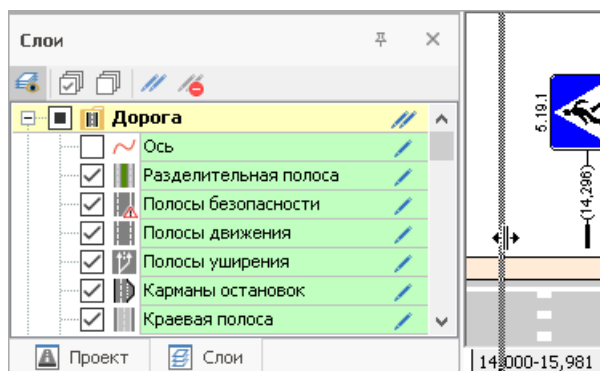 Слои
Дорога
Ось
Разделительная полоса
Полосы безопасности
Полосы движения
Полосы уширения
Карманы остановок
Краевая полоса
Проект
Слои
5.19.1
(14,296)
14,000-15,981